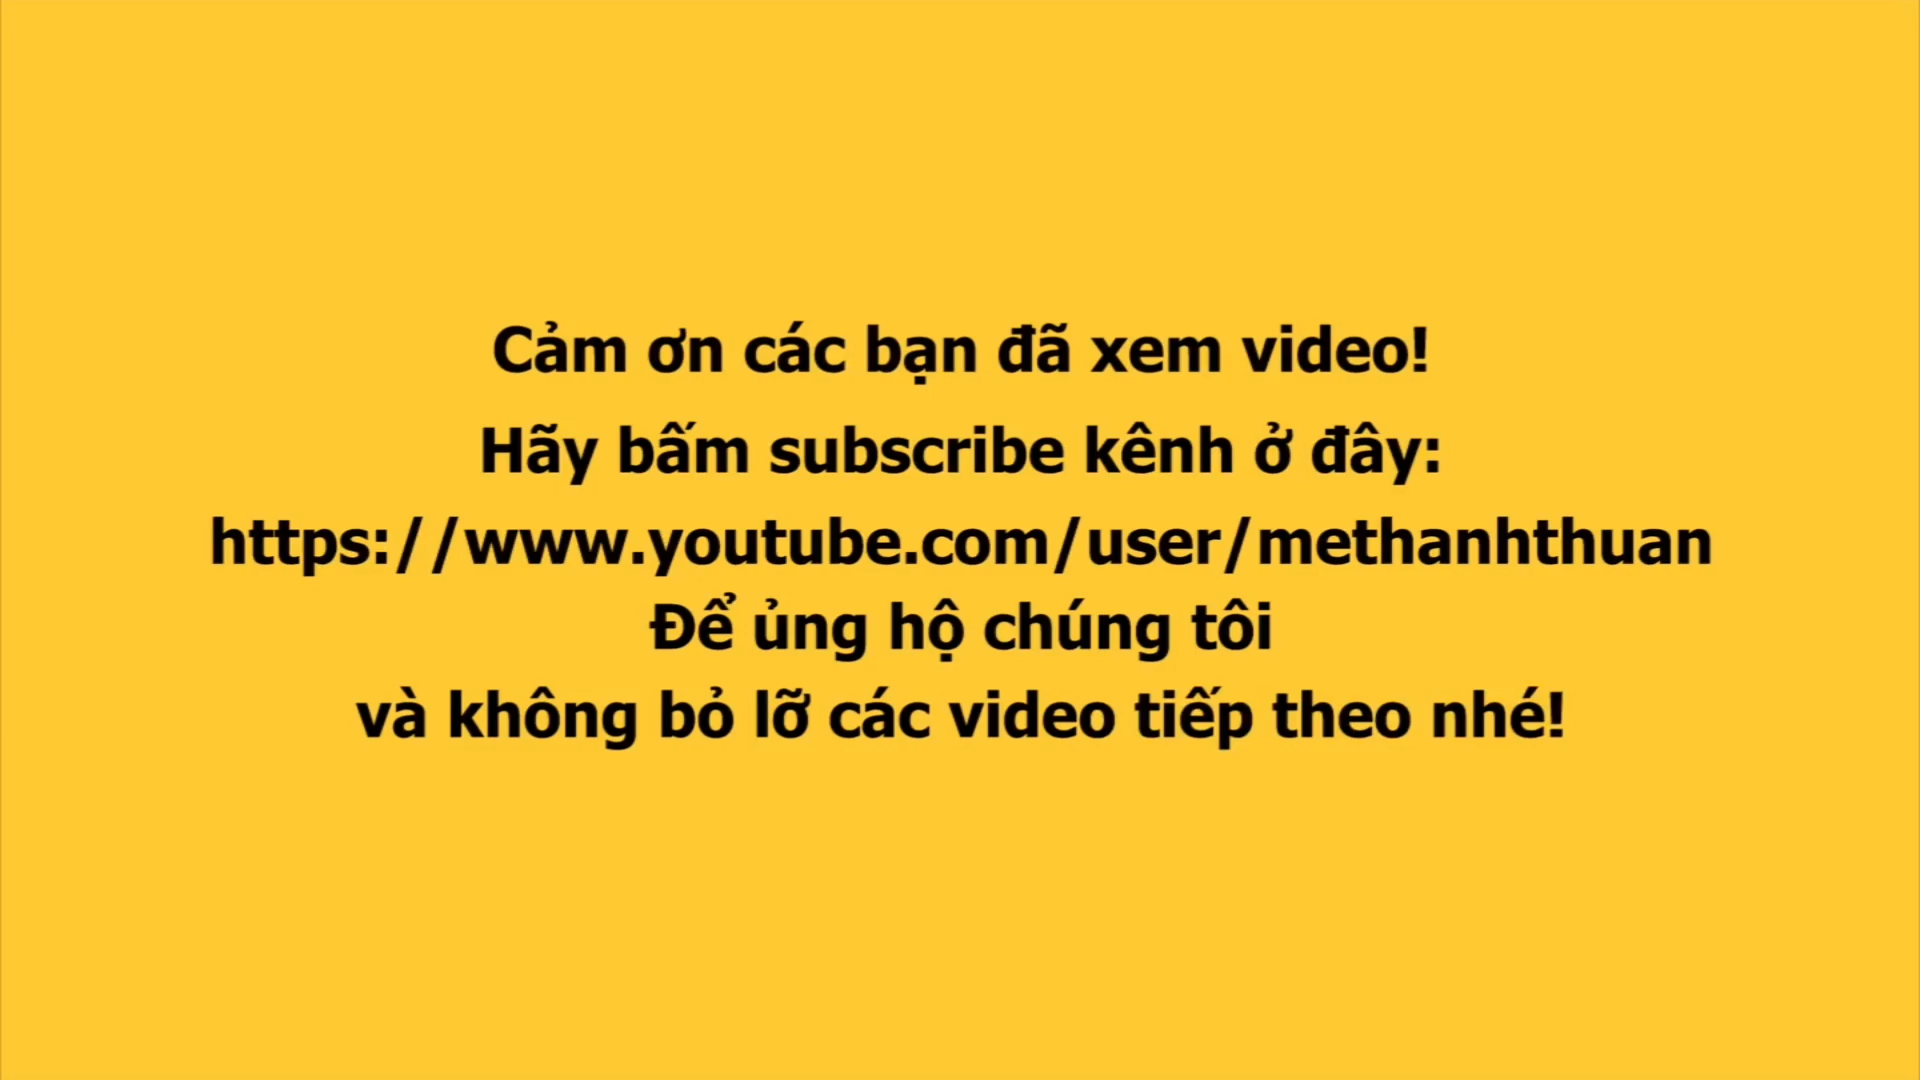 Cảm ơn các bạn đã xem video!
Hãy bấm subscribe kênh ở đây:
https://www.youtube.com/user/methanhthuan
Để ủng hộ chúng tôi
và không bỏ lỡ các video tiếp theo nhé!